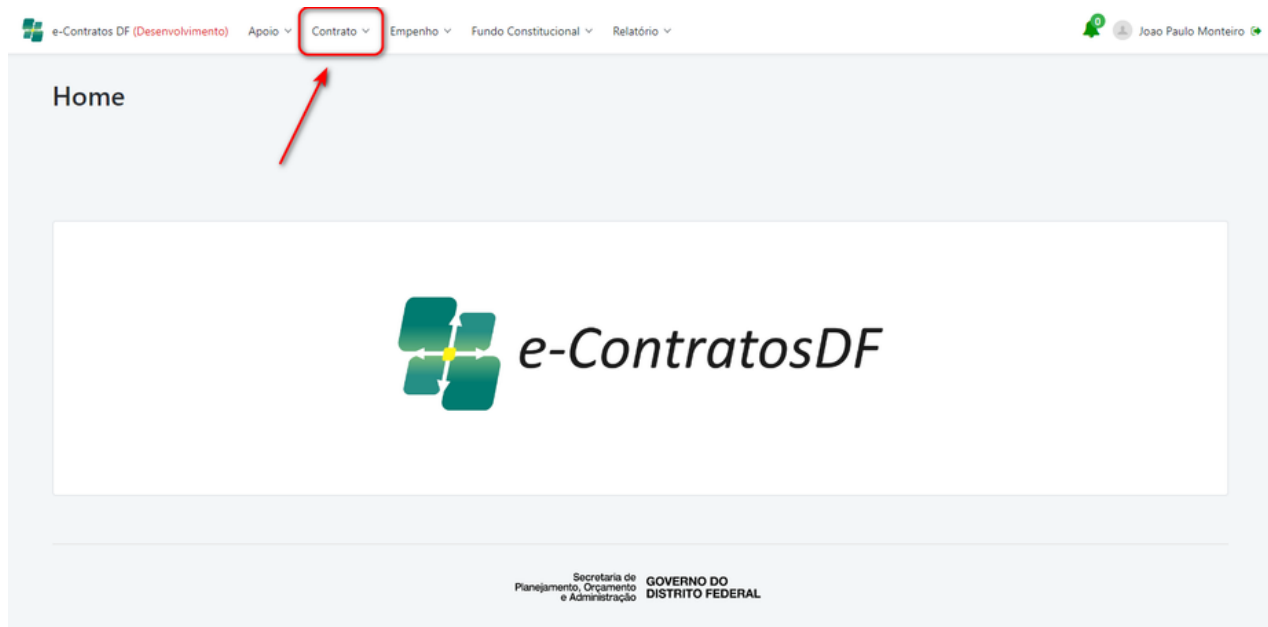 e-Contratos DF (Desenvolvimento) Apoio Contrato Empenho Fundo Constitucional Relatório 0 Joao Paulo Monteiro
Home
e-ContratosDF
Secretaria de
Planejamento, Orçamento
e Administração
GOVERNO DO
DISTRITO FEDERAL